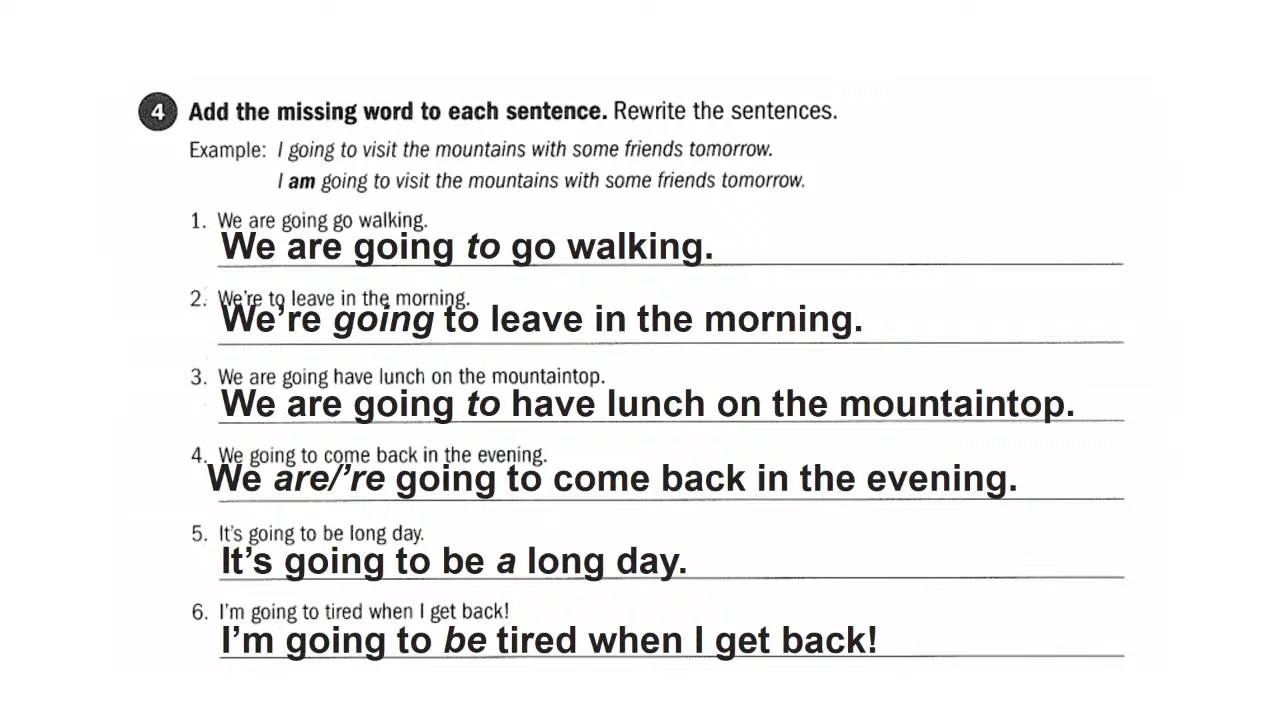 4 Add the missing word to each sentence. Rewrite the sentences.
Example: I going to visit the mountains with some friends tomorrow.
I am going to visit the mountains with some friends tomorrow.
1. We are going go walking.
We are going to go walking.
2. We're to leave in the morning.
We're going to leave in the morning.
3. We are going have lunch on the mountaintop.
We are going to have lunch on the mountaintop.
4. We going to come back in the evening.
We are/'re going to come back in the evening.
5. It's going to be long day.
It's going to be a long day.
6. I'm going to tired when I get back!
I'm going to be tired when I get back!